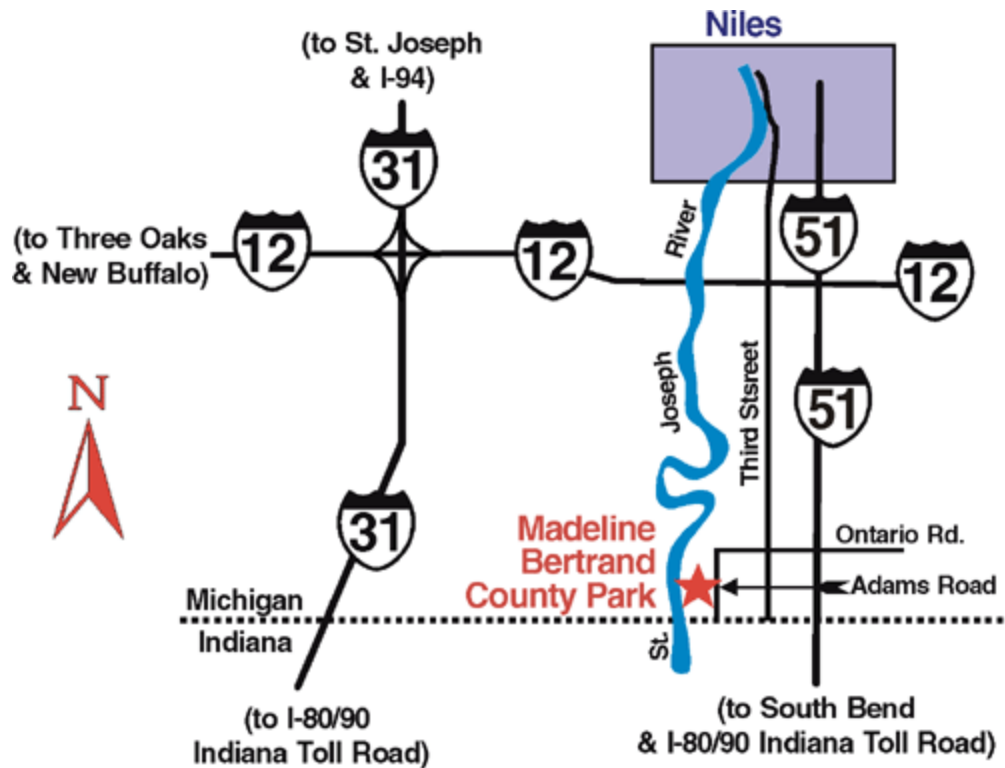 Niles
(to St. Joseph
& I-94)
31
51
(to Three Oaks
& New Buffalo)
12
12
12
River
Joseph
St.
Third Stsreet
51
N
31
Madeline
Bertrand
County Park
Ontario Rd.
Adams Road
Michigan
Indiana
(to I-80/90
Indiana Toll Road)
(to South Bend
& I-80/90 Indiana Toll Road)